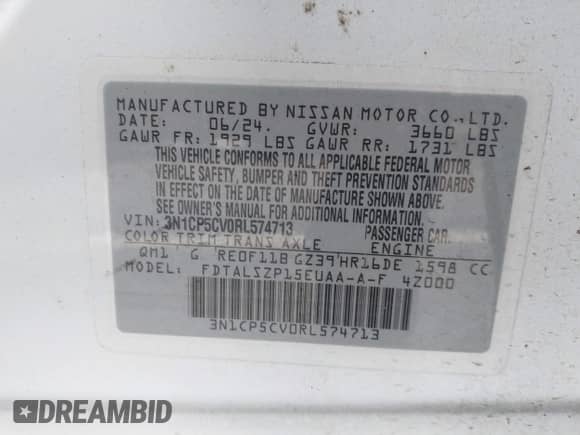 MANUFACTURED BY NISSAN MOTOR CO., LTD.
DATE: 06/24. GVWR: 3660 LBS
GAWR FR: 1929 LBS GAWR RR: 1731 LBS
THIS VEHICLE CONFORMS TO ALL APPLICABLE FEDERAL MOTOR
VEHICLE SAFETY, BUMPER AND THEFT PREVENTION STANDARDS
IN EFFECT ON THE DATE OF MANUFACTURE SHOWN ABOVE.
SEE OWNER'S MANUAL FOR ADDITIONAL INFORMATION
VIN: 3N1CP5CV0RL574713 PASSENGER CAR.
COLOR TRIM TRANS AXLE ENGINE
QM1 G RE0F11B GZ39 HR16DE 1598 CC
MODEL: FDTALSZP15EUAA-A-F 4Z000
3N1CP5CV0RL574713
DREAMBID